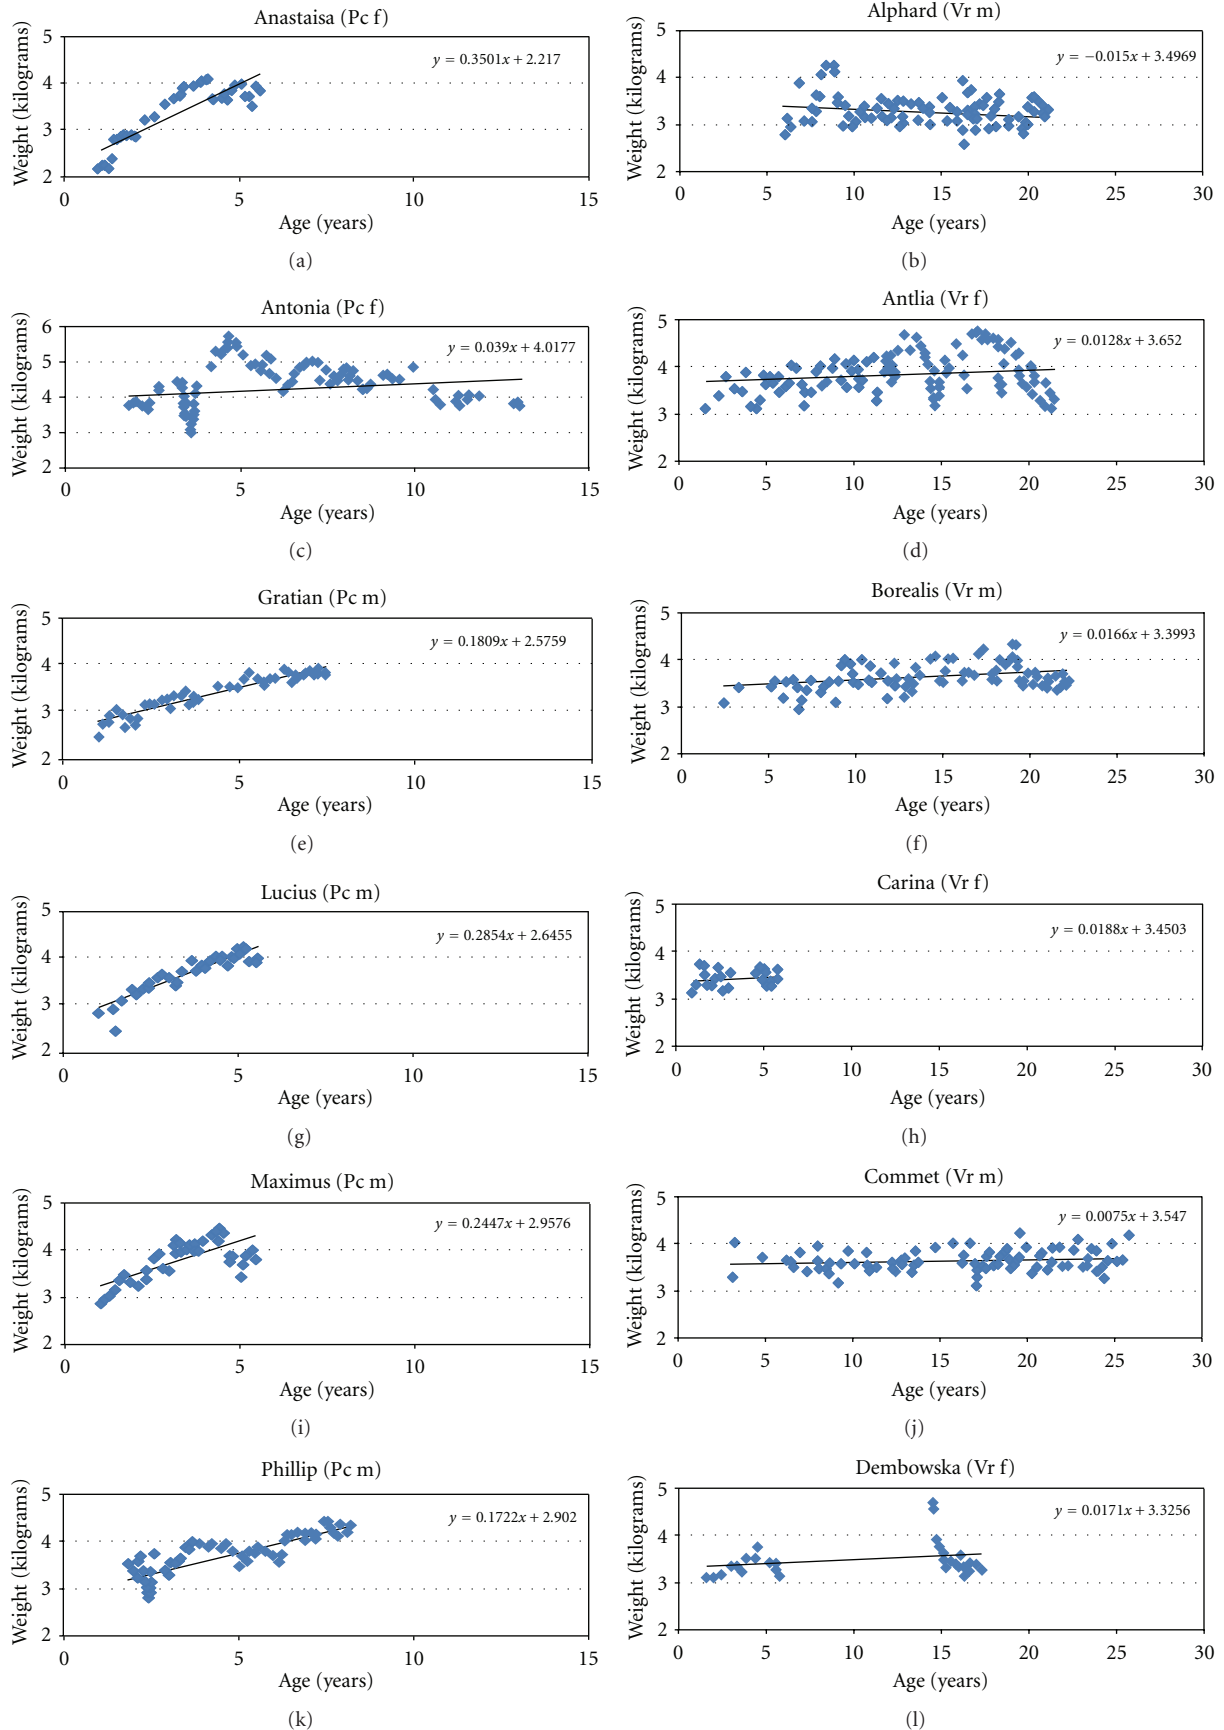 Anastaisa (Pc f)
Weight (kilograms)
5
4
3
2
y = 0.3501x + 2.217
0 5 10 15
Age (years)
(a)
Alphard (Vr m)
Weight (kilograms)
5
4
3
2
y = −0.015x + 3.4969
0 5 10 15 20 25 30
Age (years)
(b)
Antonia (Pc f)
Weight (kilograms)
6
5
4
3
2
y = 0.039x + 4.0177
0 5 10 15
Age (years)
(c)
Antlia (Vr f)
Weight (kilograms)
5
4
3
2
y = 0.0128x + 3.652
0 5 10 15 20 25 30
Age (years)
(d)
Gratian (Pc m)
Weight (kilograms)
5
4
3
2
y = 0.1809x + 2.5759
0 5 10 15
Age (years)
(e)
Borealis (Vr m)
Weight (kilograms)
5
4
3
2
y = 0.0166x + 3.3993
0 5 10 15 20 25 30
Age (years)
(f)
Lucius (Pc m)
Weight (kilograms)
5
4
3
2
y = 0.2854x + 2.6455
0 5 10 15
Age (years)
(g)
Carina (Vr f)
Weight (kilograms)
5
4
3
2
y = 0.0188x + 3.4503
0 5 10 15 20 25 30
Age (years)
(h)
Maximus (Pc m)
Weight (kilograms)
5
4
3
2
y = 0.2447x + 2.9576
0 5 10 15
Age (years)
(i)
Commet (Vr m)
Weight (kilograms)
5
4
3
2
y = 0.0075x + 3.547
0 5 10 15 20 25 30
Age (years)
(j)
Phillip (Pc m)
Weight (kilograms)
5
4
3
2
y = 0.1722x + 2.902
0 5 10 15
Age (years)
(k)
Dembowska (Vr f)
Weight (kilograms)
5
4
3
2
y = 0.0171x + 3.3256
0 5 10 15 20 25 30
Age (years)
(l)